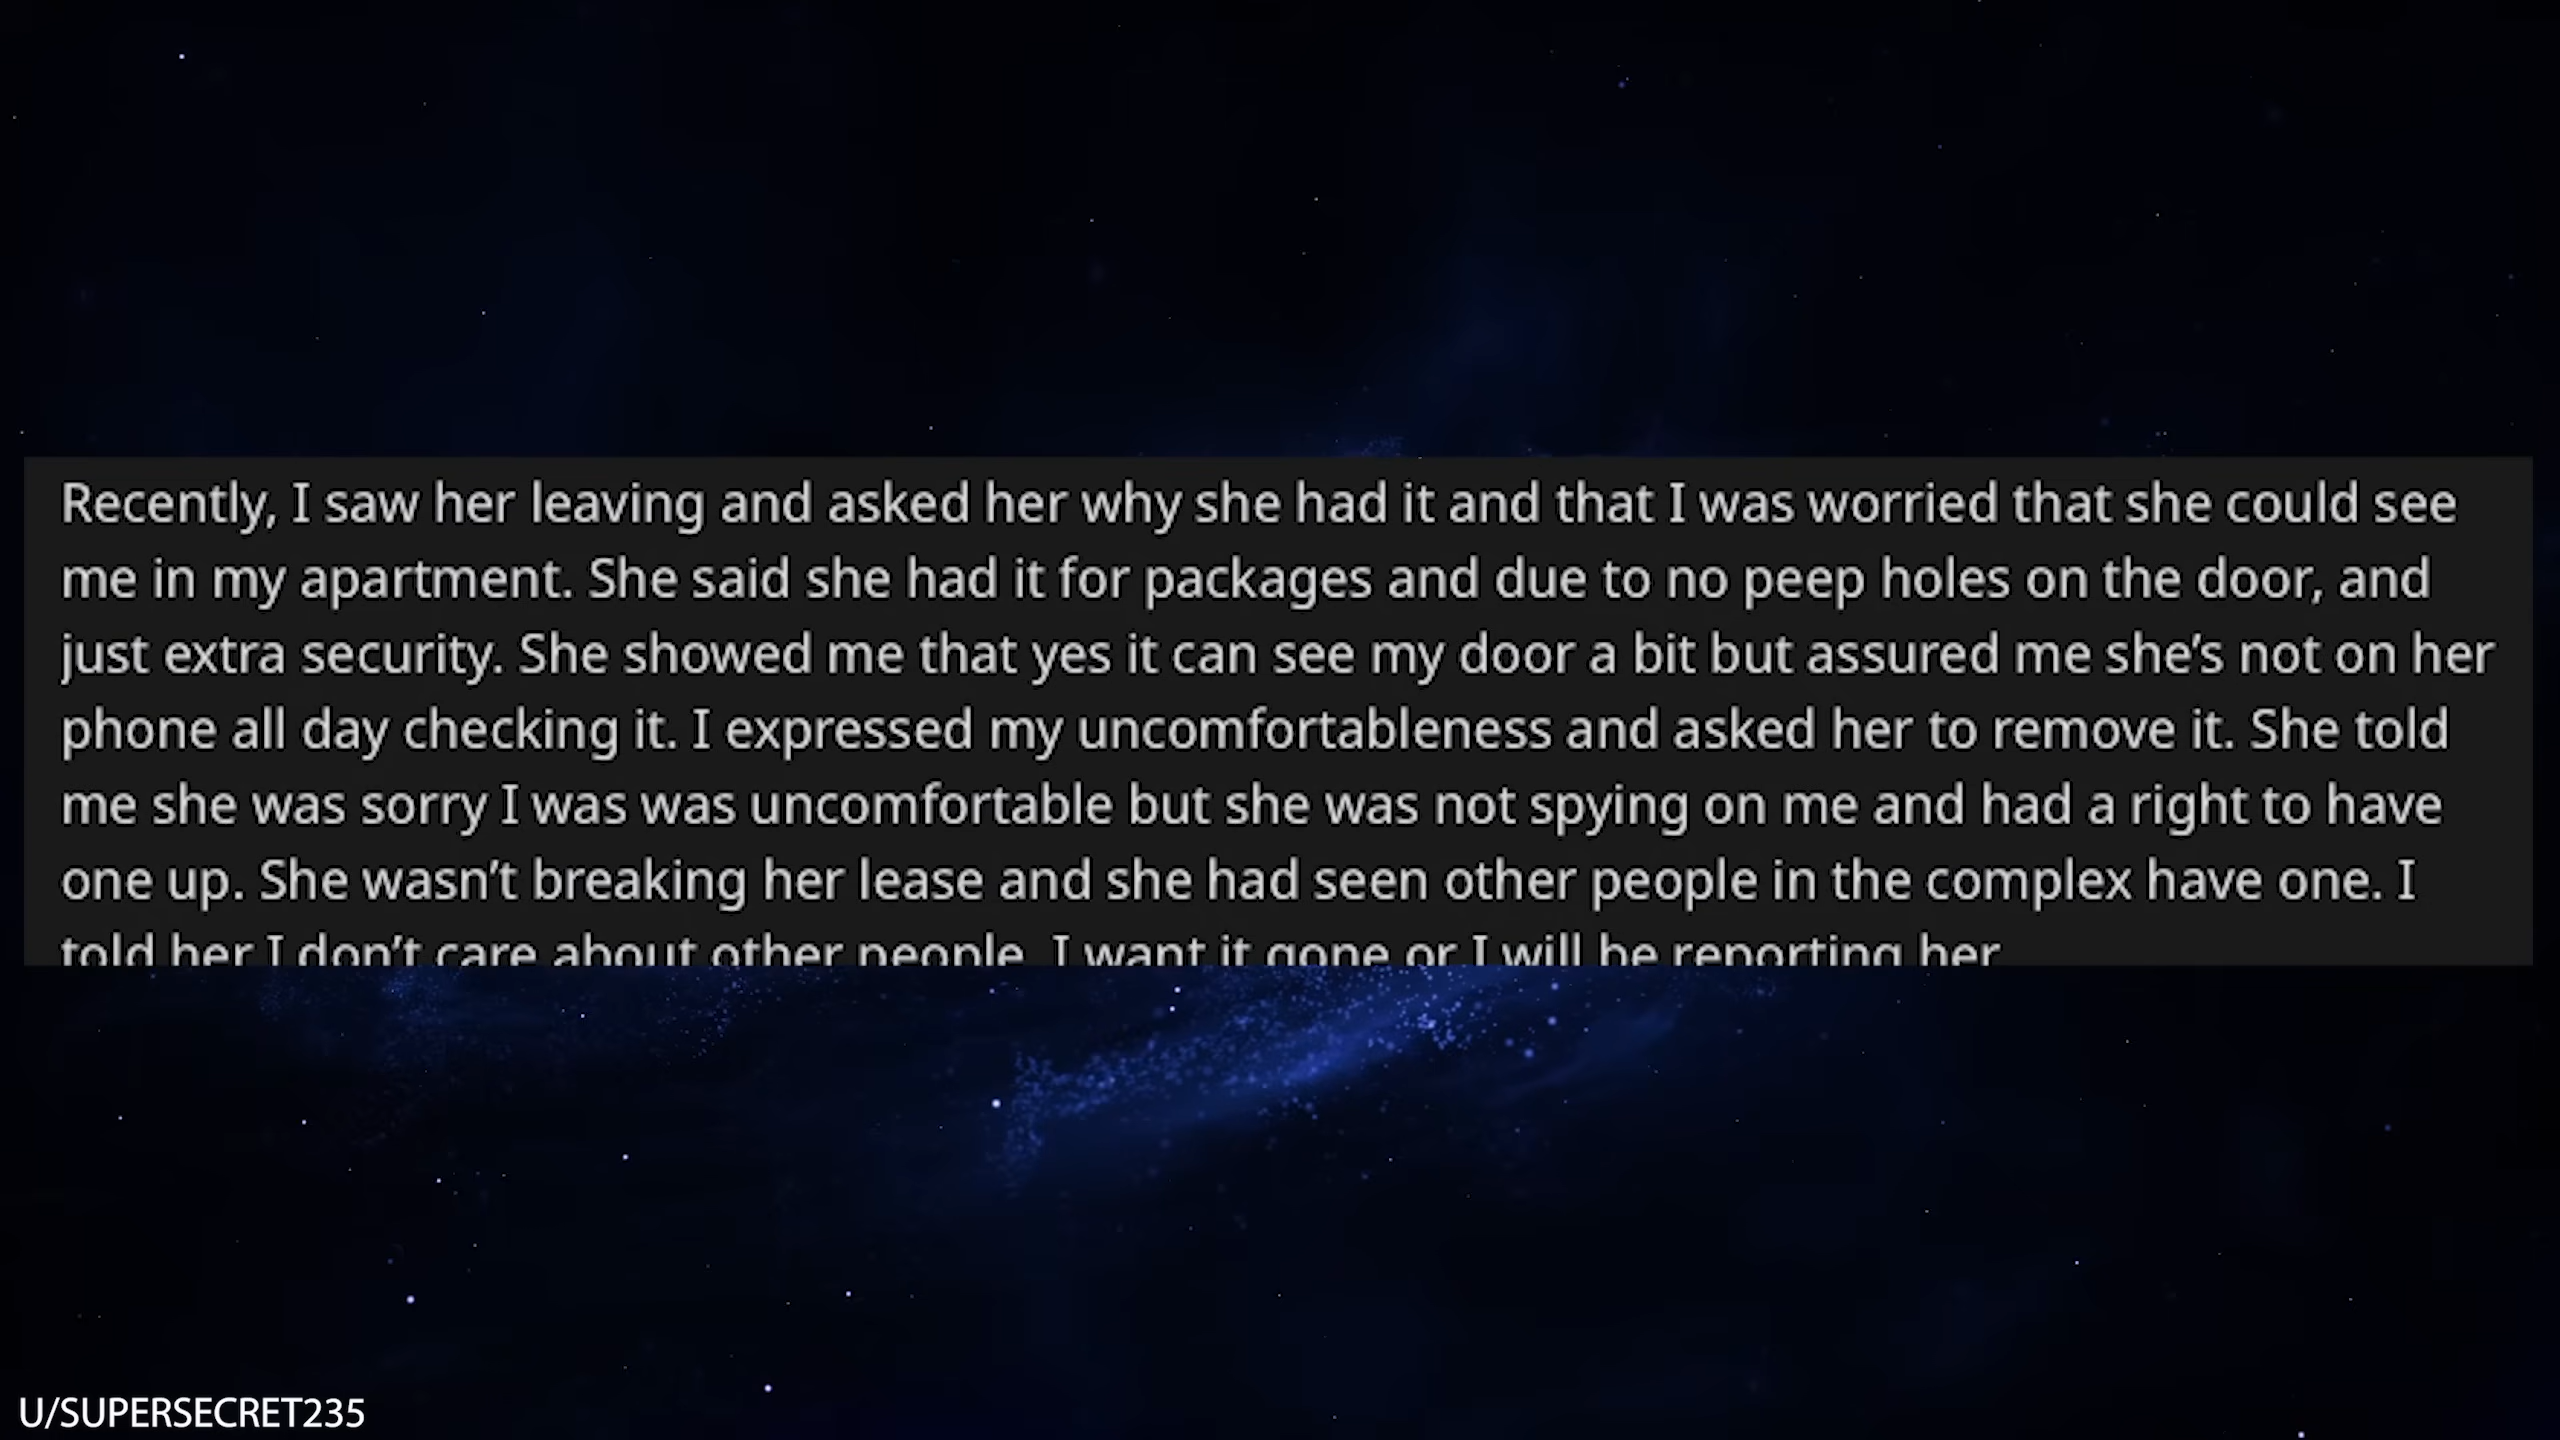 Recently, I saw her leaving and asked her why she had it and that I was worried that she could see
me in my apartment. She said she had it for packages and due to no peep holes on the door, and
just extra security. She showed me that yes it can see my door a bit but assured me she’s not on her
phone all day checking it. I expressed my uncomfortableness and asked her to remove it. She told
me she was sorry I was was uncomfortable but she was not spying on me and had a right to have
one up. She wasn’t breaking her lease and she had seen other people in the complex have one. I
told her I don’t care about other people. I want it gone or I will be reporting her
U/SUPERSECRET235